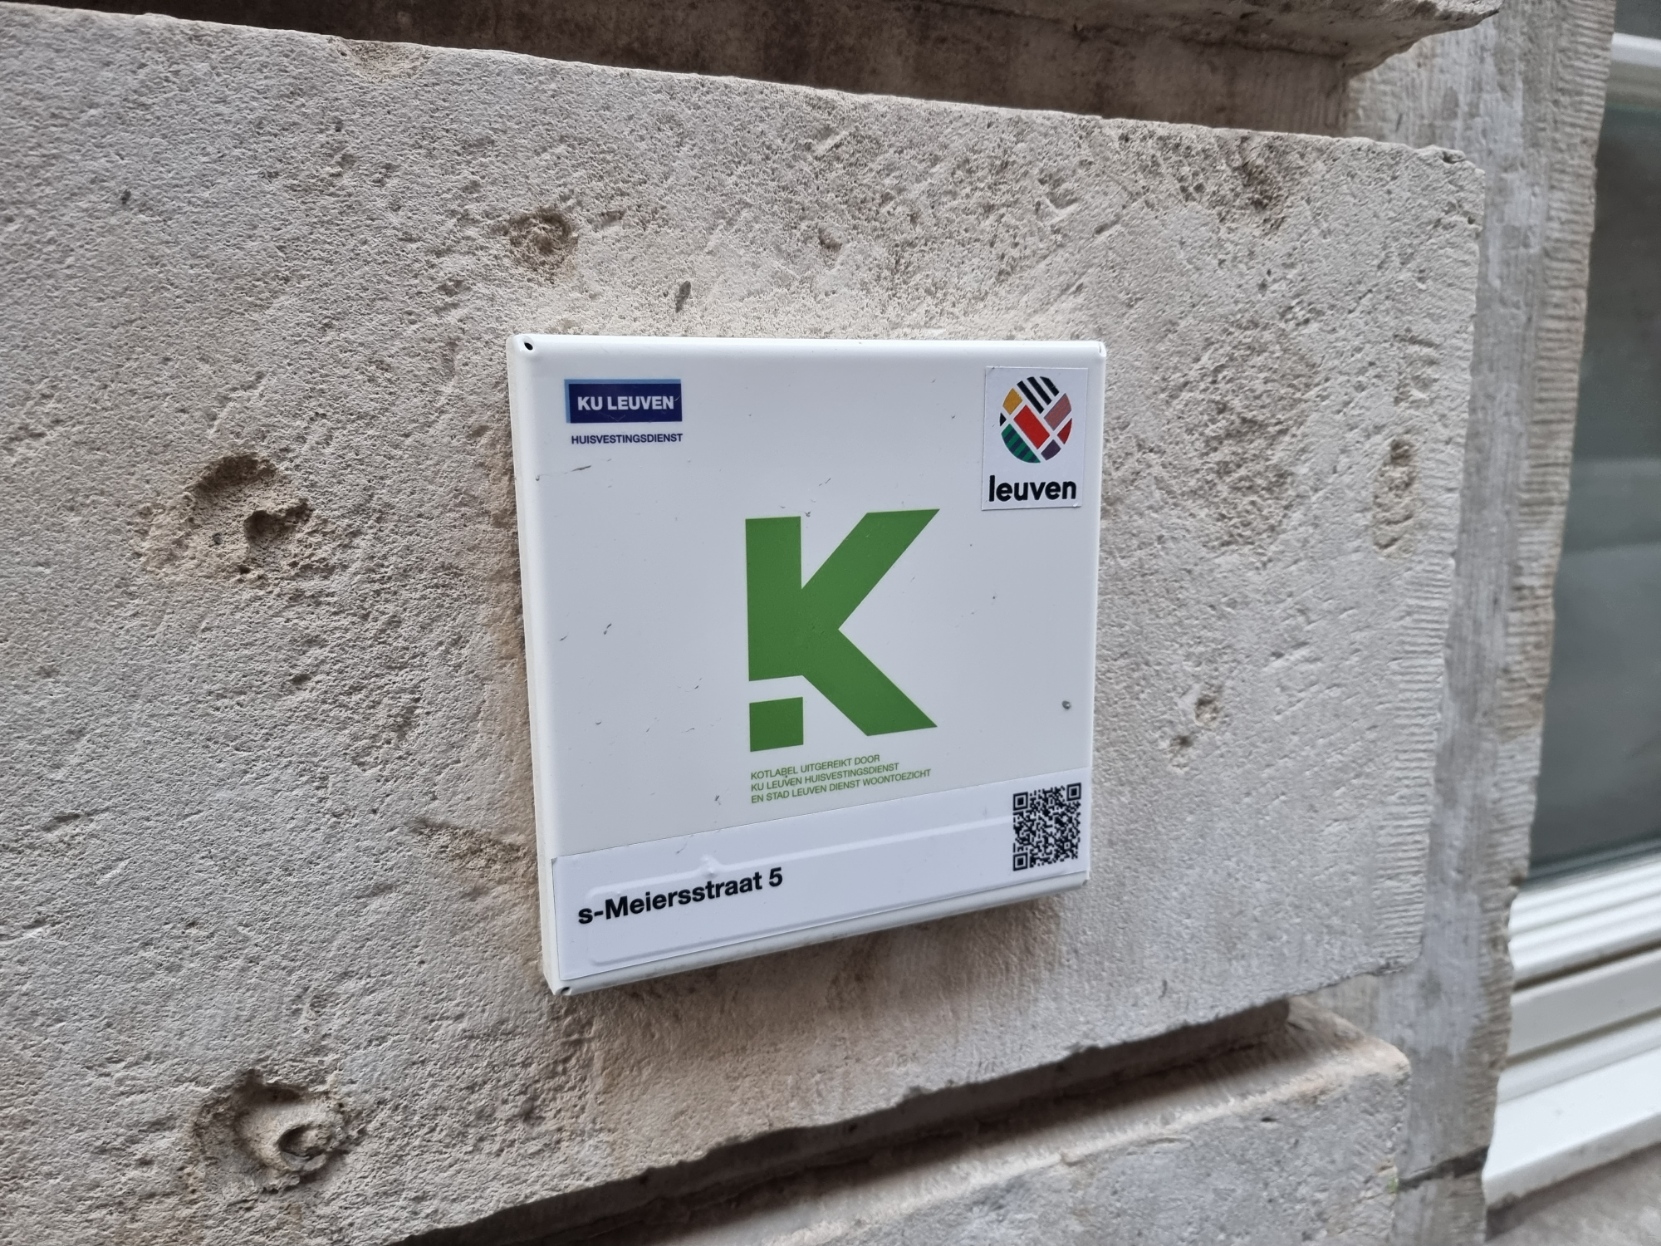 KU LEUVEN
HUISVESTINGSDIENST
leuven
K
KOTLABEL UITGEREIKT DOOR
KU LEUVEN HUISVESTINGSDIENST
EN STAD LEUVEN DIENST WOONTOEZICHT
s-Meiersstraat 5